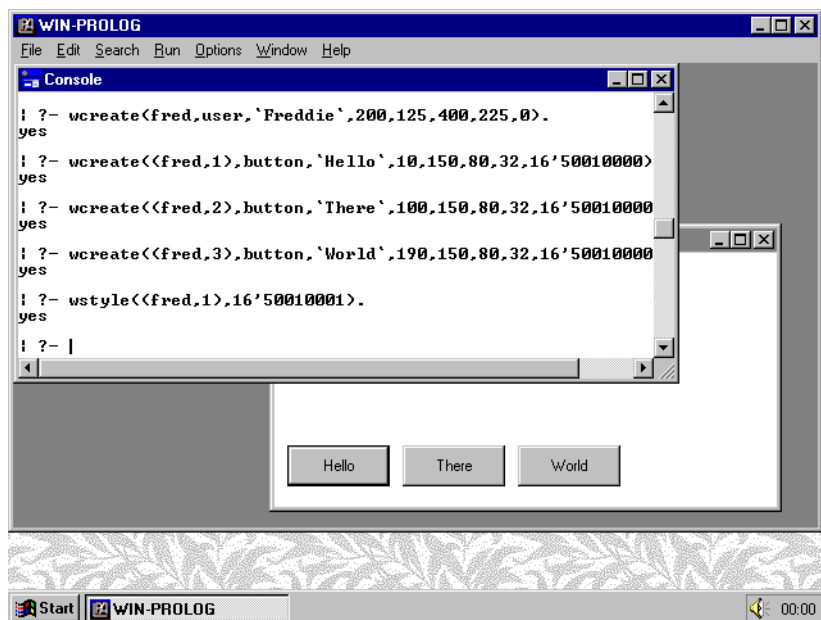 WIN-PROLOG
File Edit Search Run Options Window Help
Console
| ?- wcreate(fred,user,`Freddie`,200,125,400,225,0).
yes
| ?- wcreate((fred,1),button,`Hello`,10,150,80,32,16'50010000)
yes
| ?- wcreate((fred,2),button,`There`,100,150,80,32,16'50010000
yes
| ?- wcreate((fred,3),button,`World`,190,150,80,32,16'50010000
yes
| ?- wstyle((fred,1),16'50010001).
yes
| ?- |
Hello There World
Start WIN-PROLOG 00:00